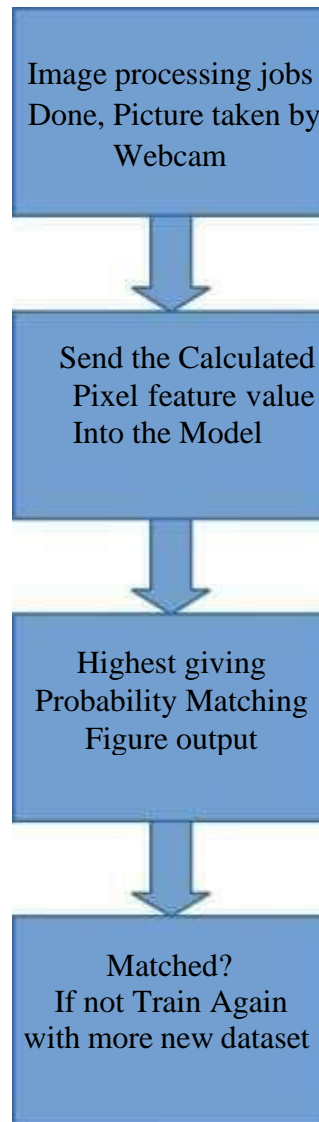 Image processing jobs
Done, Picture taken by
Webcam
Send the Calculated
Pixel feature value
Into the Model
Highest giving
Probability Matching
Figure output
Matched?
If not Train Again
with more new dataset